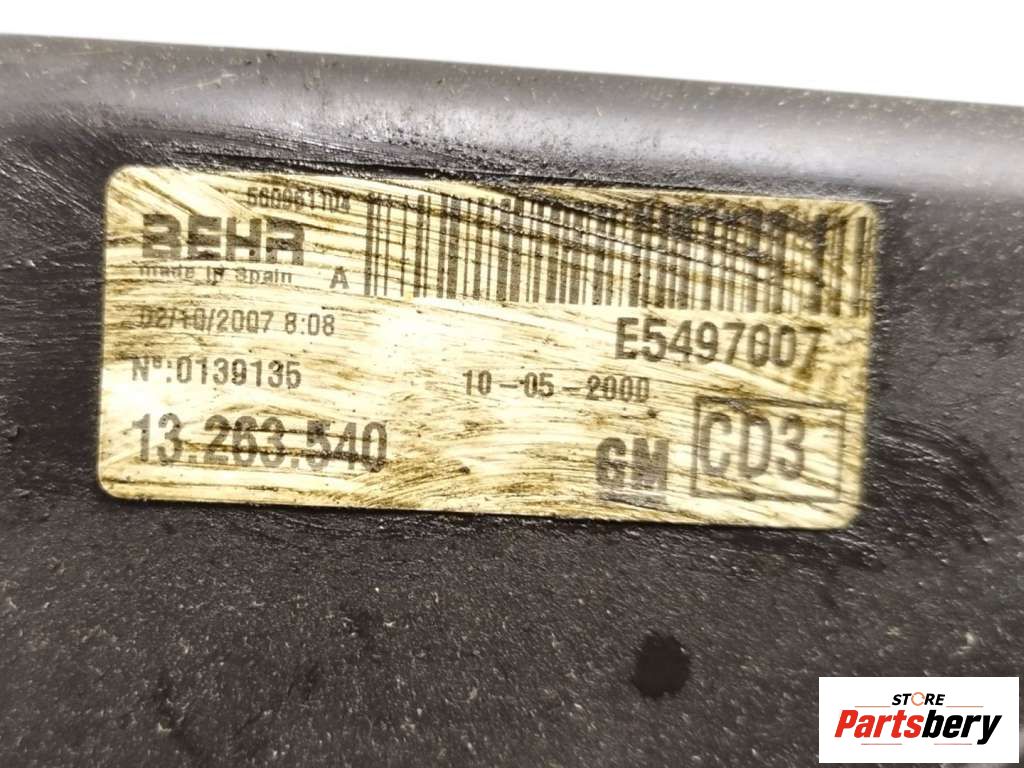 560951104
BEHR
made in Spain A
02/10/2007 8:08
E5497007
Nº:0139135
10-05-2000
13.263.540
GM
CD3
STORE
Partsbery